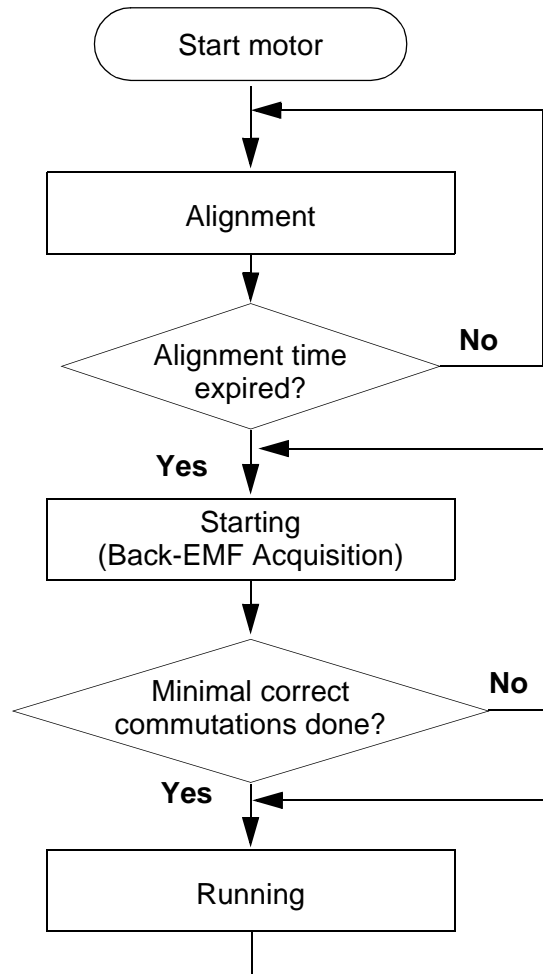 Start motor
Alignment
Alignment time
expired?
No
Yes
Starting
(Back-EMF Acquisition)
Minimal correct
commutations done?
No
Yes
Running